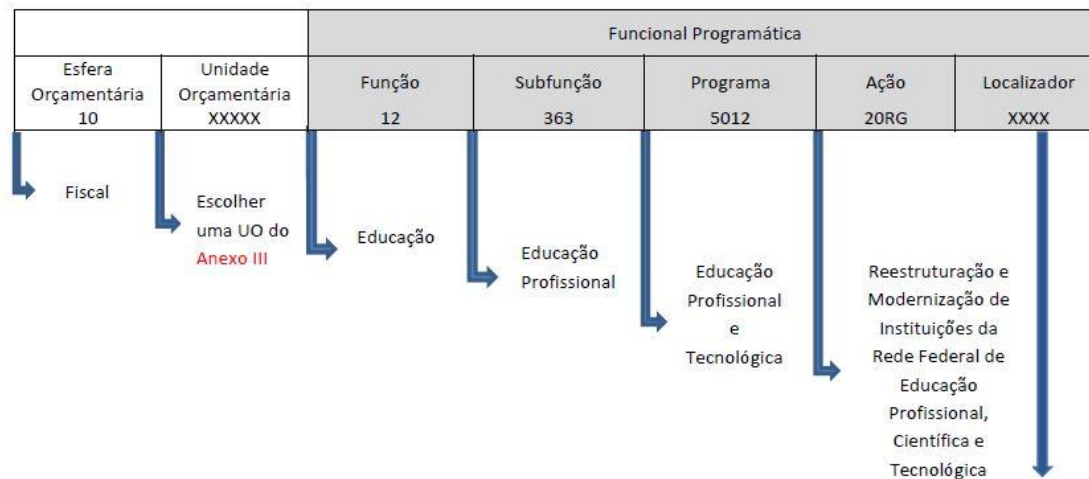 Funcional Programática
Esfera
Orçamentária
10
Unidade
Orçamentária
XXXXX
Função
12
Subfunção
363
Programa
5012
Ação
20RG
Localizador
XXXX
Fiscal
Escolher
uma UO do
Anexo III
Educação
Educação
Profissional
Educação
Profissional
e
Tecnológica
Reestruturação e
Modernização de
Instituições da
Rede Federal de
Educação
Profissional,
Científica e
Tecnológica